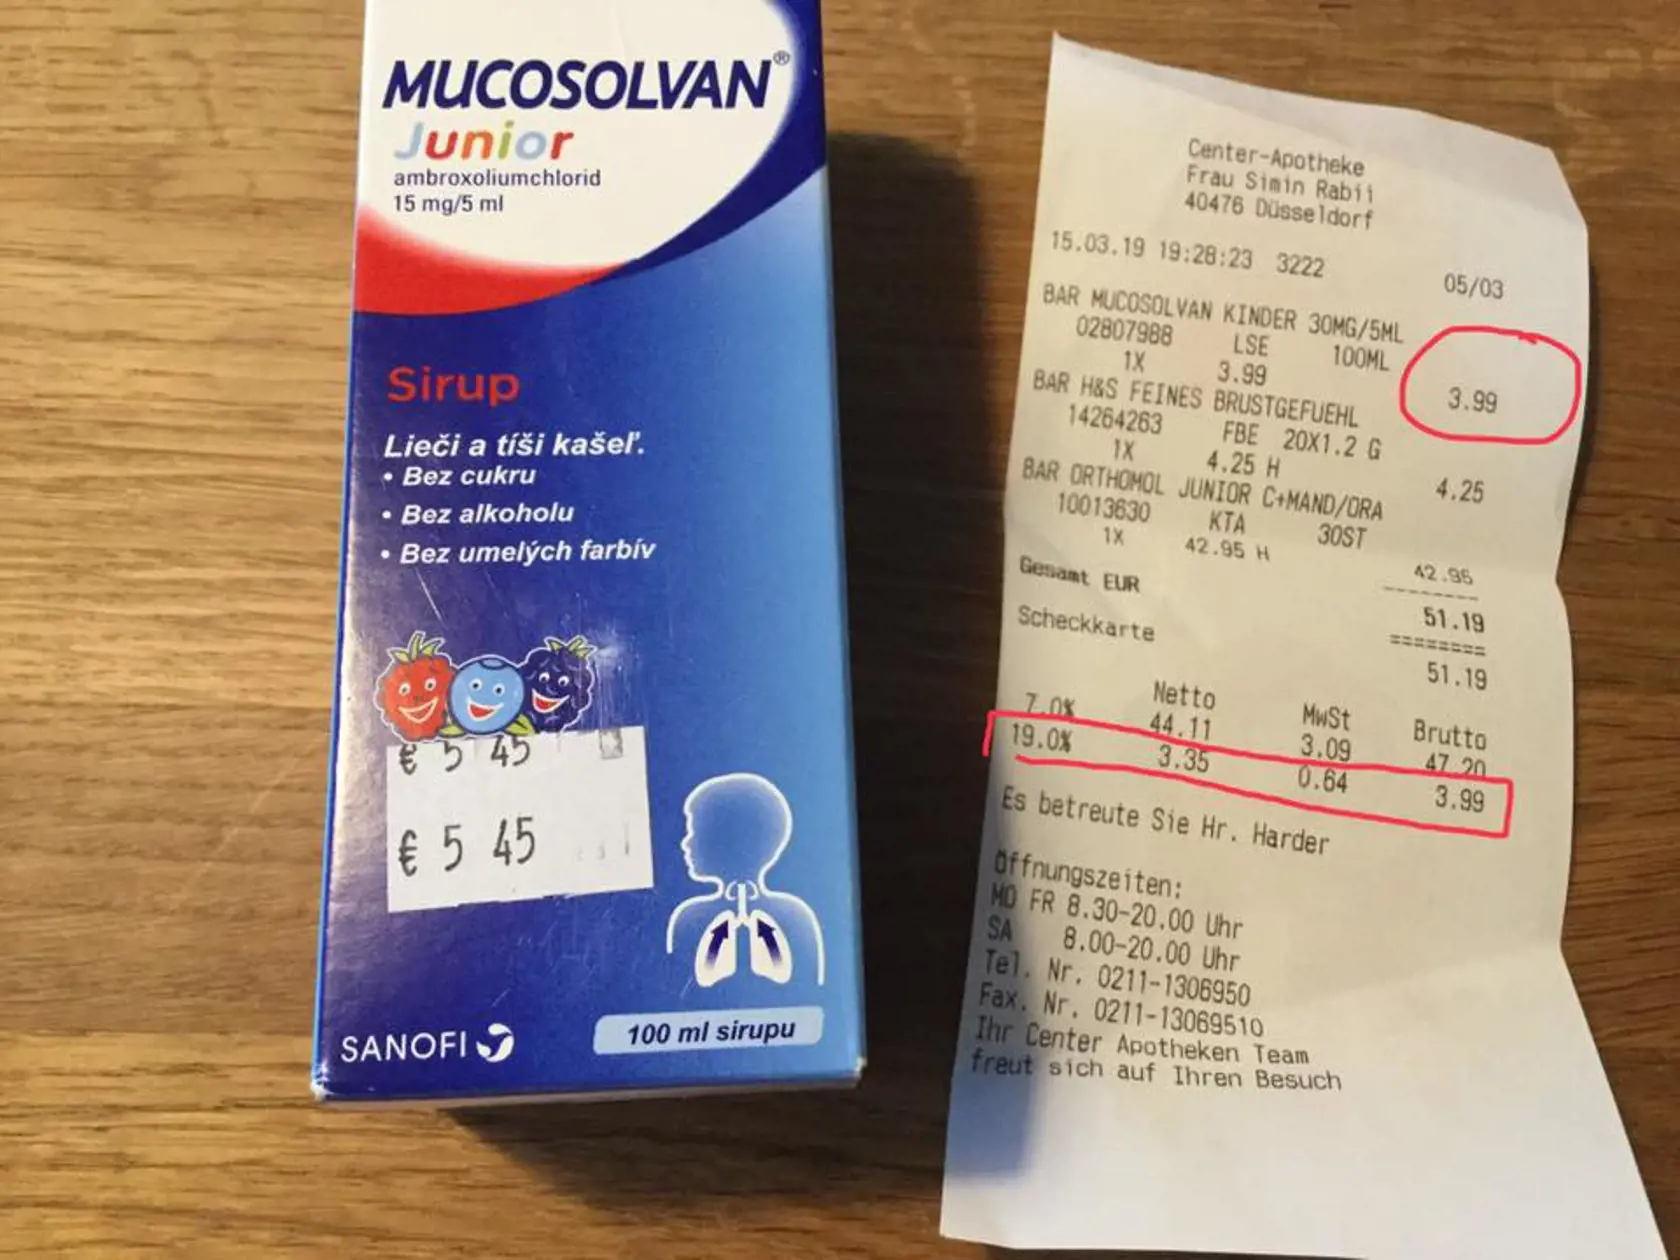 MUCOSOLVAN®
Junior
ambroxoliumchlorid
15 mg/5 ml
Sirup
Lieči a tíši kašeľ.
• Bez cukru
• Bez alkoholu
• Bez umelých farbív
€ 5 45
€ 5 45
SANOFI
100 ml sirupu
Center-Apotheke
Frau Simin Rabii
40476 Düsseldorf
15.03.19 19:28:23 3222 05/03
BAR MUCOSOLVAN KINDER 30MG/5ML
02807988 LSE 100ML
1X 3.99 3.99
BAR H&S FEINES BRUSTGEFUEHL
14264263 FBE 20X1.2 G
1X 4.25 H 4.25
BAR ORTHOMOL JUNIOR C+MAND/ORA
10013630 KTA 30ST
1X 42.95 H 42.95
--------
Gesamt EUR 51.19
========
Scheckkarte 51.19
Netto MwSt Brutto
7.0% 44.11 3.09 47.20
19.0% 3.35 0.64 3.99
Es betreute Sie Hr. Harder
Öffnungszeiten:
MO FR 8.30-20.00 Uhr
SA 8.00-20.00 Uhr
Tel. Nr. 0211-1306950
Fax. Nr. 0211-13069510
Ihr Center Apotheken Team
freut sich auf Ihren Besuch